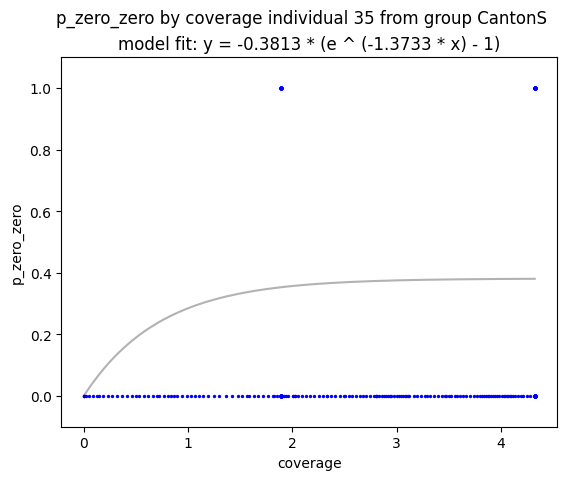 p_zero_zero by coverage individual 35 from group CantonS
model fit: y = -0.3813 * (e ^ (-1.3733 * x) - 1)
1.0
0.8
0.6
0.4
0.2
0.0
p_zero_zero
0 1 2 3 4
coverage